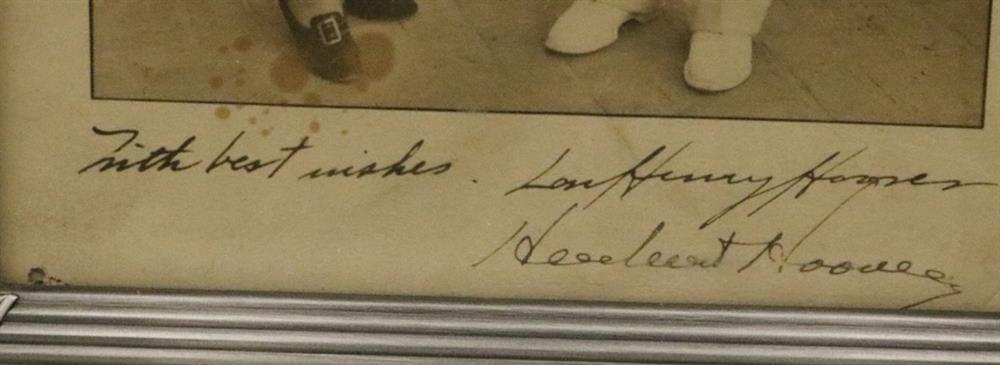 With best wishes. Lou Henry Hoover
Herbert Hoover